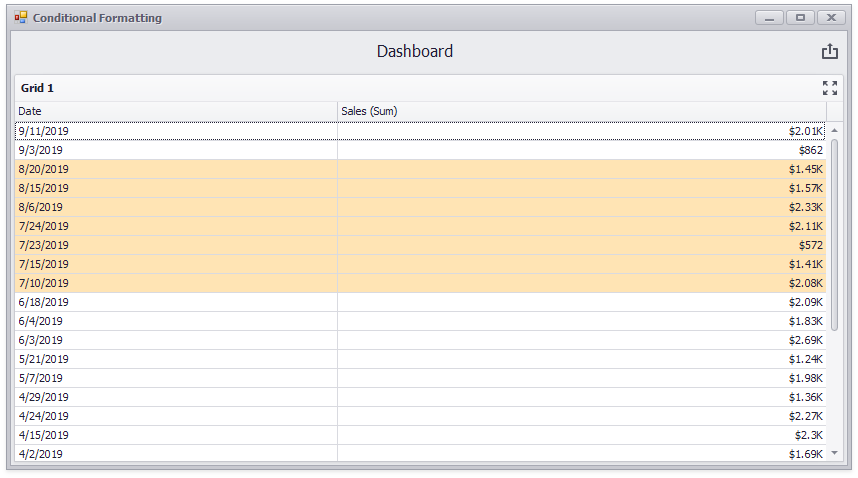 Conditional Formatting
Dashboard
Grid 1
Date Sales (Sum)
9/11/2019 $2.01K
9/3/2019 $862
8/20/2019 $1.45K
8/15/2019 $1.57K
8/6/2019 $2.33K
7/24/2019 $2.11K
7/23/2019 $572
7/15/2019 $1.41K
7/10/2019 $2.08K
6/18/2019 $2.09K
6/4/2019 $1.83K
6/3/2019 $2.69K
5/21/2019 $1.24K
5/7/2019 $1.98K
4/29/2019 $1.36K
4/24/2019 $2.27K
4/15/2019 $2.3K
4/2/2019 $1.69K